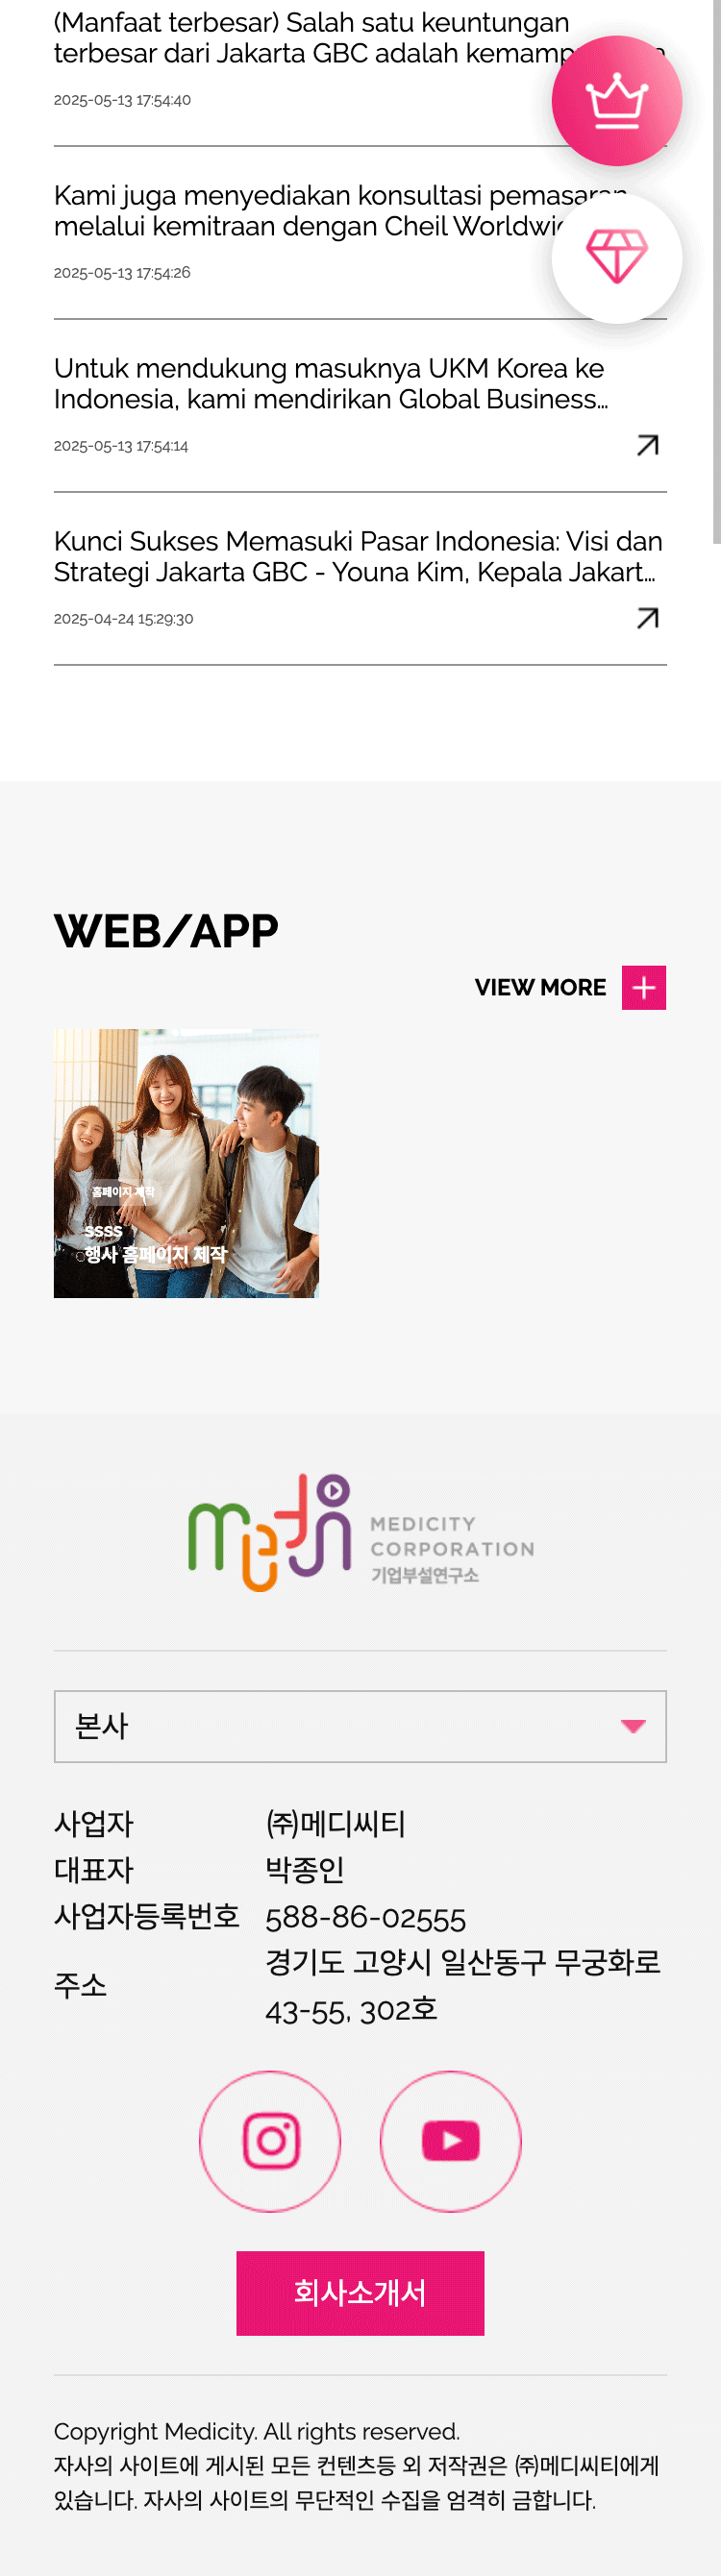 (Manfaat terbesar) Salah satu keuntungan
terbesar dari Jakarta GBC adalah
2025-05-13 17:54:40
Kami juga menyediakan konsultasi pemasaran
melalui kemitraan dengan Cheil
2025-05-13 17:54:26
Untuk mendukung masuknya UKM Korea ke
Indonesia, kami mendirikan Global Business...
2025-05-13 17:54:14
Kunci Sukses Memasuki Pasar Indonesia: Visi dan
Strategi Jakarta GBC - Youna Kim, Kepala Jakart...
2025-04-24 15:29:30
WEB/APP
VIEW MORE
홈페이지 제작
ssss
행사 홈페이지 제작
medi
MEDICITY
CORPORATION
기업부설연구소
본사
사업자 ㈜메디씨티
대표자 박종인
사업자등록번호 588-86-02555
주소 경기도 고양시 일산동구 무궁화로
43-55, 302호
회사소개서
Copyright Medicity. All rights reserved.
자사의 사이트에 게시된 모든 컨텐츠등 외 저작권은 ㈜메디씨티에게
있습니다. 자사의 사이트의 무단적인 수집을 엄격히 금합니다.